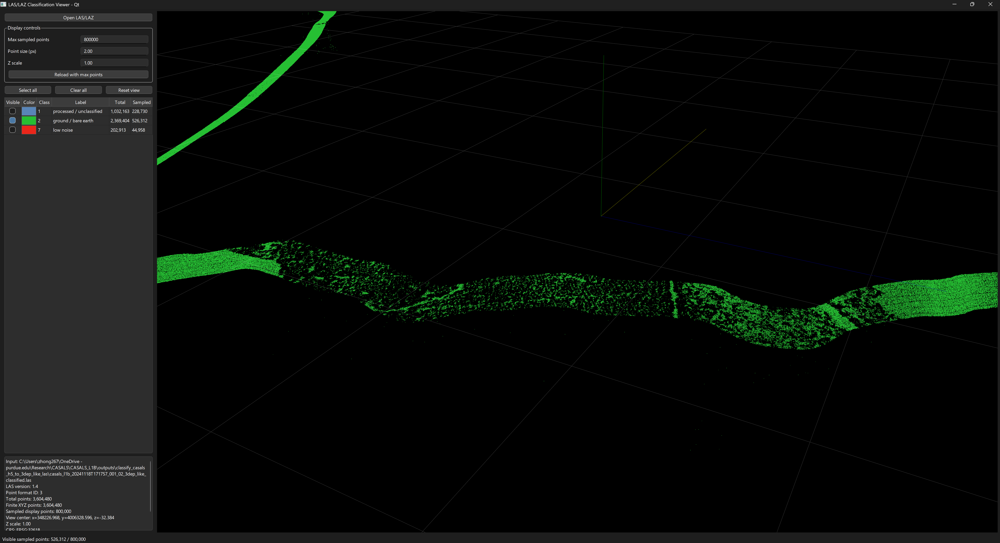 LAS/LAZ Classification Viewer - Qt
Open LAS/LAZ
Display controls
Max sampled points 800000
Point size (px) 2.00
Z scale 1.00
Reload with max points
Select all Clear all Reset view
Visible Color Class Label Total Sampled
1 processed / unclassified 1,032,163 228,730
2 ground / bare earth 2,369,404 526,312
7 low noise 202,913 44,958
Input: C:\Users\zhong267\OneDrive -
purdue.edu\Research\CASALS\CASALS_L1B\outputs\classify_casals
_h5_to_3dep_like_las\casals_l1b_20241118T171757_001_02_3dep_like_
classified.las
LAS version: 1.4
Point format ID: 3
Total points: 3,604,480
Finite XYZ points: 3,604,480
Sampled display points: 800,000
View center: x=348226.968, y=4006328.596, z=-32.384
Z scale: 1.00
CRS: EPSG:32618
Visible sampled points: 526,312 / 800,000